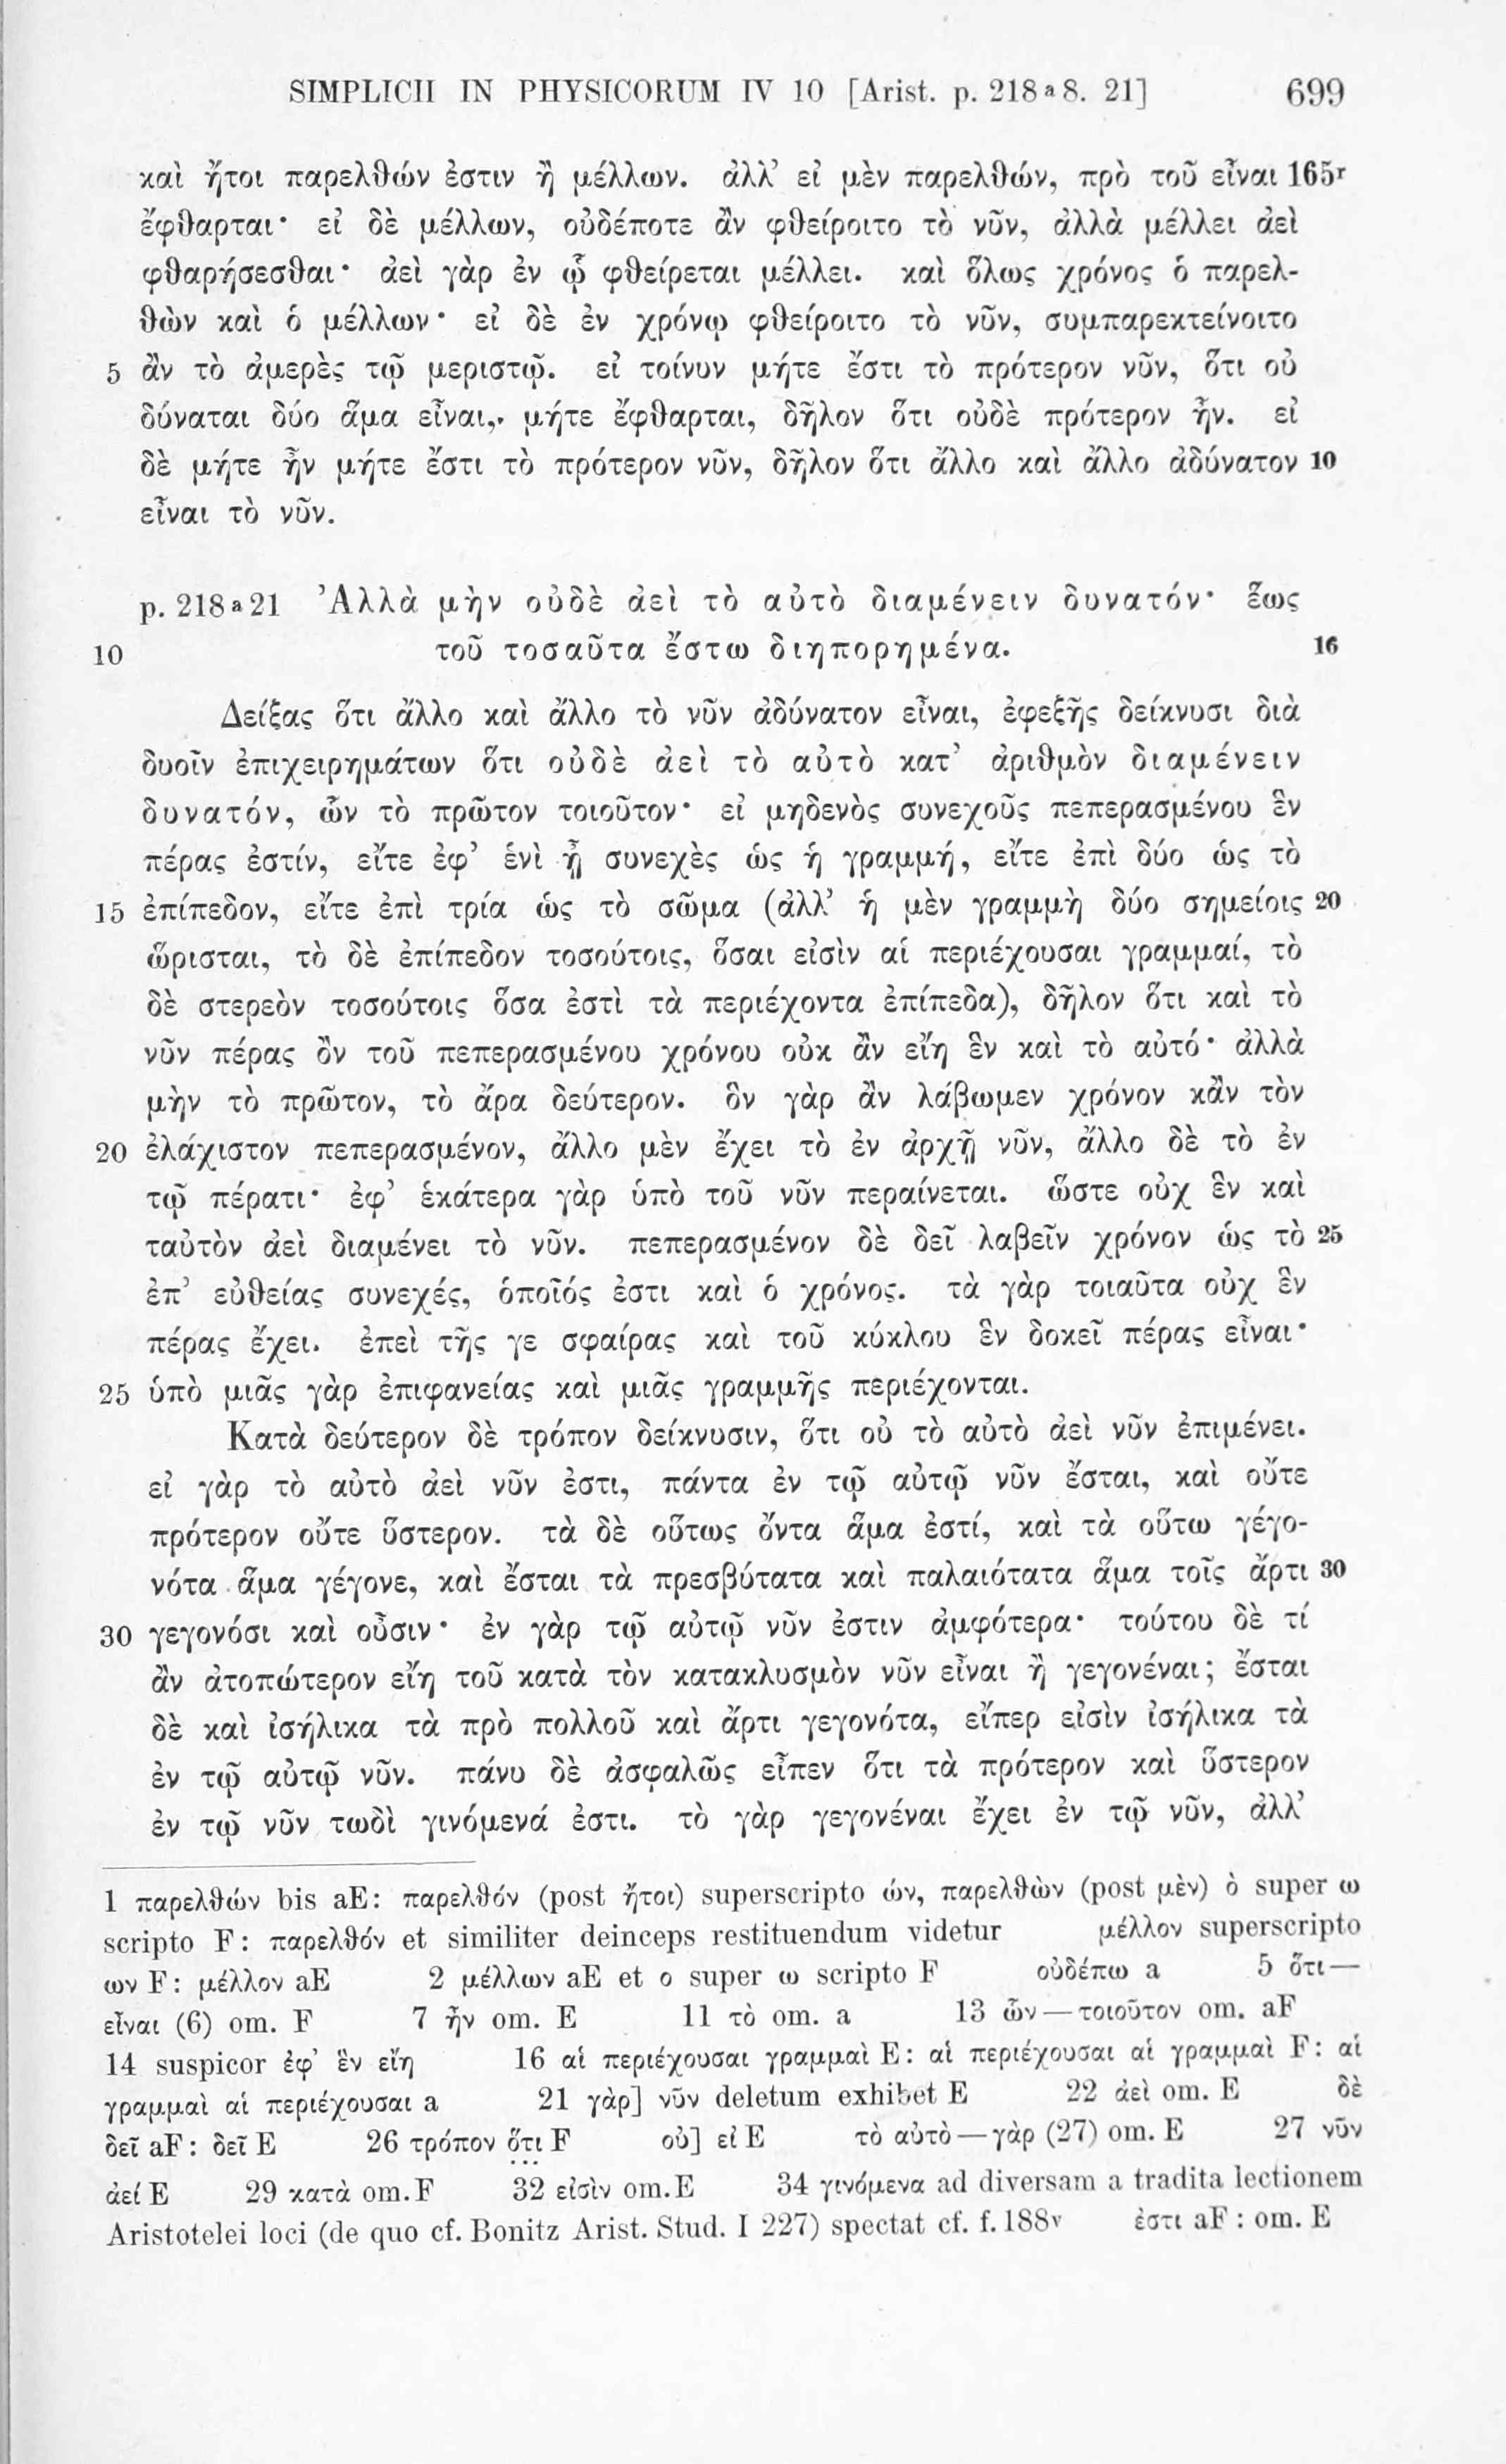 SIMPLICII IN PHYSICORUM IV 10 [Arist. p. 218 a 8. 21] 699
καὶ ἤτοι παρελθών ἐστιν ἢ μέλλων. ἀλλ’ εἰ μὲν παρελθών, πρὸ τοῦ εἶναι 165r
ἔφθαρται· εἰ δὲ μέλλων, οὐδέποτε ἂν φθείροιτο τὸ νῦν, ἀλλὰ μέλλει ἀεὶ
φθαρήσεσθαι· ἀεὶ γὰρ ἐν ᾧ φθείρεται μέλλει. καὶ ὅλως χρόνος ὁ παρελ-
θὼν καὶ ὁ μέλλων· εἰ δὲ ἐν χρόνῳ φθείροιτο τὸ νῦν, συμπαρεκτείνοιτο
5 ἂν τὸ ἀμερὲς τῷ μεριστῷ. εἰ τοίνυν μήτε ἔστι τὸ πρότερον νῦν, ὅτι οὐ
δύναται δύο ἅμα εἶναι, μήτε ἔφθαρται, δῆλον ὅτι οὐδὲ πρότερον ἦν. εἰ
δὲ μήτε ἦν μήτε ἔστι τὸ πρότερον νῦν, δῆλον ὅτι ἄλλο καὶ ἄλλο ἀδύνατον 10
εἶναι τὸ νῦν.
p. 218 a 21 Ἀλλὰ μὴν οὐδὲ ἀεὶ τὸ αὐτὸ διαμένειν δυνατόν· ἕως
10 τοῦ τοσαῦτα ἔστω διηπορημένα. 16
Δείξας ὅτι ἄλλο καὶ ἄλλο τὸ νῦν ἀδύνατον εἶναι, ἐφεξῆς δείκνυσι διὰ
δυοῖν ἐπιχειρημάτων ὅτι οὐδὲ ἀεὶ τὸ αὐτὸ κατ’ ἀριθμὸν διαμένειν
δυνατόν, ὧν τὸ πρῶτον τοιοῦτον· εἰ μηδενὸς συνεχοῦς πεπερασμένου ἓν
πέρας ἐστίν, εἴτε ἐφ’ ἑνὶ ᾖ συνεχὲς ὡς ἡ γραμμή, εἴτε ἐπὶ δύο ὡς τὸ
15 ἐπίπεδον, εἴτε ἐπὶ τρία ὡς τὸ σῶμα (ἀλλ’ ἡ μὲν γραμμὴ δύο σημείοις 20
ὥρισται, τὸ δὲ ἐπίπεδον τοσούτοις, ὅσαι εἰσὶν αἱ περιέχουσαι γραμμαί, τὸ
δὲ στερεὸν τοσούτοις ὅσα ἐστὶ τὰ περιέχοντα ἐπίπεδα), δῆλον ὅτι καὶ τὸ
νῦν πέρας ὂν τοῦ πεπερασμένου χρόνου οὐκ ἂν εἴη ἓν καὶ τὸ αὐτό· ἀλλὰ
μὴν τὸ πρῶτον, τὸ ἄρα δεύτερον. ὃν γὰρ ἂν λάβωμεν χρόνον κἂν τὸν
20 ἐλάχιστον πεπερασμένον, ἄλλο μὲν ἔχει τὸ ἐν ἀρχῇ νῦν, ἄλλο δὲ τὸ ἐν
τῷ πέρατι· ἐφ’ ἑκάτερα γὰρ ὑπὸ τοῦ νῦν περαίνεται. ὥστε οὐχ ἓν καὶ
ταὐτὸν ἀεὶ διαμένει τὸ νῦν. πεπερασμένον δὲ δεῖ λαβεῖν χρόνον ὡς τὸ 25
ἐπ’ εὐθείας συνεχές, ὁποῖός ἐστι καὶ ὁ χρόνος. τὰ γὰρ τοιαῦτα οὐχ ἓν
πέρας ἔχει. ἐπεὶ τῆς γε σφαίρας καὶ τοῦ κύκλου ἓν δοκεῖ πέρας εἶναι·
25 ὑπὸ μιᾶς γὰρ ἐπιφανείας καὶ μιᾶς γραμμῆς περιέχονται.
Κατὰ δεύτερον δὲ τρόπον δείκνυσιν, ὅτι οὐ τὸ αὐτὸ ἀεὶ νῦν ἐπιμένει.
εἰ γὰρ τὸ αὐτὸ ἀεὶ νῦν ἐστι, πάντα ἐν τῷ αὐτῷ νῦν ἔσται, καὶ οὔτε
πρότερον οὔτε ὕστερον. τὰ δὲ οὕτως ὄντα ἅμα ἐστί, καὶ τὰ οὕτω γέγο-
νότα ἅμα γέγονε, καὶ ἔσται τὰ πρεσβύτατα καὶ παλαιότατα ἅμα τοῖς ἄρτι 30
30 γεγονόσι καὶ οὖσιν· ἐν γὰρ τῷ αὐτῷ νῦν ἐστιν ἀμφότερα· τούτου δὲ τί
ἂν ἀτοπώτερον εἴη τοῦ κατὰ τὸν κατακλυσμὸν νῦν εἶναι ἢ γεγονέναι; ἔσται
δὲ καὶ ἰσήλικα τὰ πρὸ πολλοῦ καὶ ἄρτι γεγονότα, εἴπερ εἰσὶν ἰσήλικα τὰ
ἐν τῷ αὐτῷ νῦν. πάνυ δὲ ἀσφαλῶς εἶπεν ὅτι τὰ πρότερον καὶ ὕστερον
ἐν τῷ νῦν τωδὶ γινόμενά ἐστι. τὸ γὰρ γεγονέναι ἔχει ἐν τῷ νῦν, ἀλλ’
1 παρελθών bis aE: παρελθόν (post ἤτοι) superscripto ών, παρελθὼν (post μὲν) ὁ super ω
scripto F: παρελθόν et similiter deinceps restituendum videtur μέλλον superscripto
ων F: μέλλον aE 2 μέλλων aE et ο super ω scripto F οὐδέπω a 5 ὅτι—
εἶναι (6) om. F 7 ἦν om. E 11 τὸ om. a 13 ὧν—τοιοῦτον om. aF
14 suspicor ἐφ’ ἓν εἴη 16 αἱ περιέχουσαι γραμμαὶ E: αἱ περιέχουσαι αἱ γραμμαὶ F: αἱ
γραμμαὶ αἱ περιέχουσαι a 21 γὰρ] νῦν deletum exhibet E 22 ἀεὶ om. E δὲ
δεῖ aF: δεῖ E 26 τρόπον ὅτι F οὐ] εἰ E τὸ αὐτὸ—γὰρ (27) om. E 27 νῦν
ἀεί E 29 κατὰ om. F 32 εἰσὶν om. E 34 γινόμενα ad diversam a tradita lectionem
Aristotelei loci (de quo cf. Bonitz Arist. Stud. I 227) spectat cf. f. 188v ἐστι aF: om. E